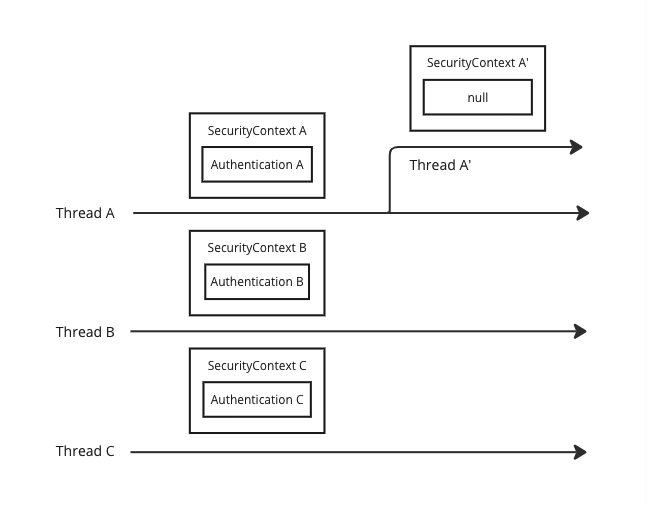 SecurityContext A'
null
SecurityContext A
Authentication A
Thread A'
Thread A
SecurityContext B
Authentication B
Thread B
SecurityContext C
Authentication C
Thread C